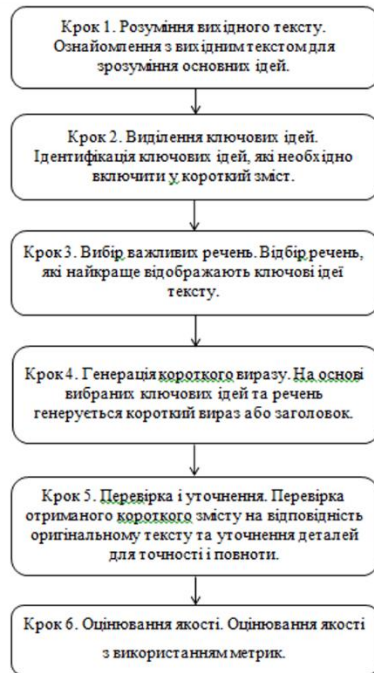 Крок 1. Розуміння вихідного тексту.
Ознайомлення з вихідним текстом для
зрозуміння основних ідей.
Крок 2. Виділення ключових ідей.
Ідентифікація ключових ідей, які необхідно
включити у короткий зміст.
Крок 3. Вибір важливих речень. Відбір речень,
які найкраще відображають ключові ідеї
тексту.
Крок 4. Генерація короткого виразу. На основі
вибраних ключових ідей та речень
генерується короткий вираз або заголовок.
Крок 5. Перевірка і уточнення. Перевірка
отриманого короткого змісту на відповідність
оригінальному тексту та уточнення деталей
для точності і повноти.
Крок 6. Оцінювання якості. Оцінювання якості
з використанням метрик.